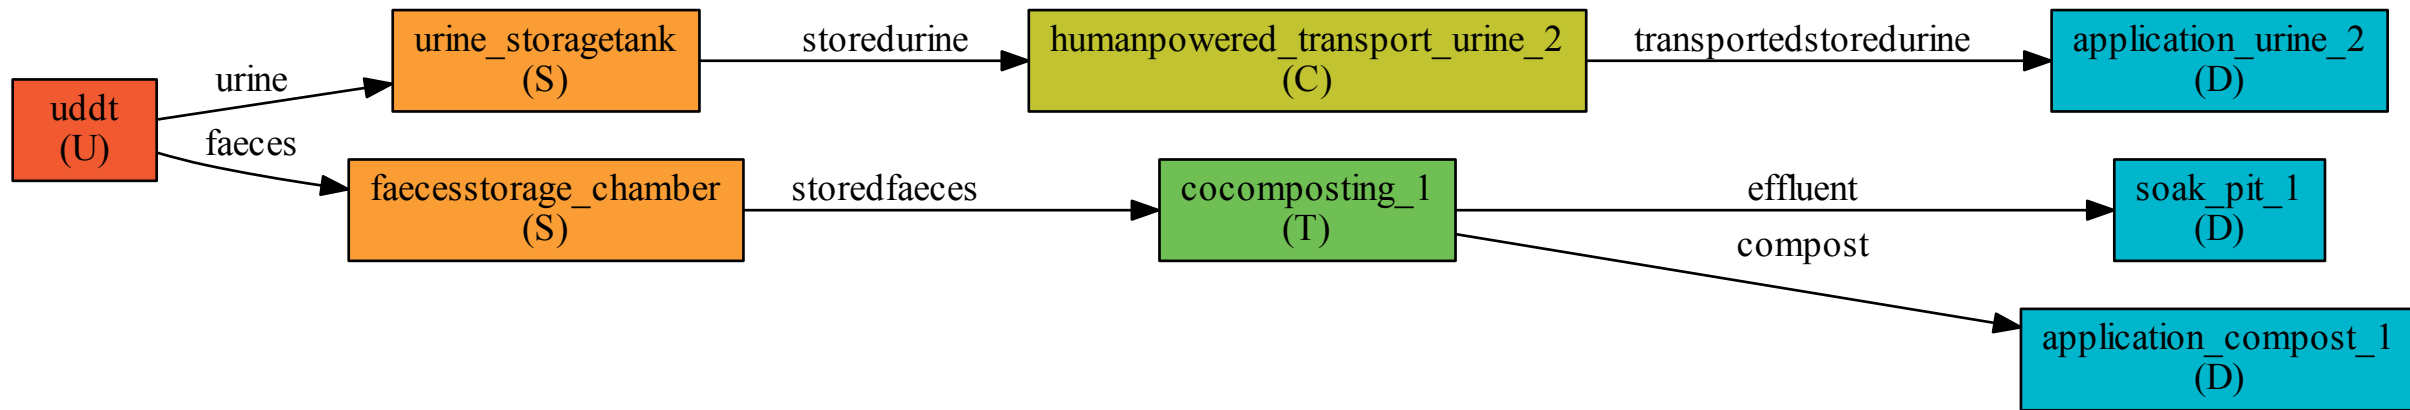 uddt
(U)
urine
faeces
urine_storagetank
(S)
faecesstorage_chamber
(S)
storedurine
storedfaeces
humanpowered_transport_urine_2
(C)
cocomposting_1
(T)
transportedstoredurine
effluent
compost
application_urine_2
(D)
soak_pit_1
(D)
application_compost_1
(D)